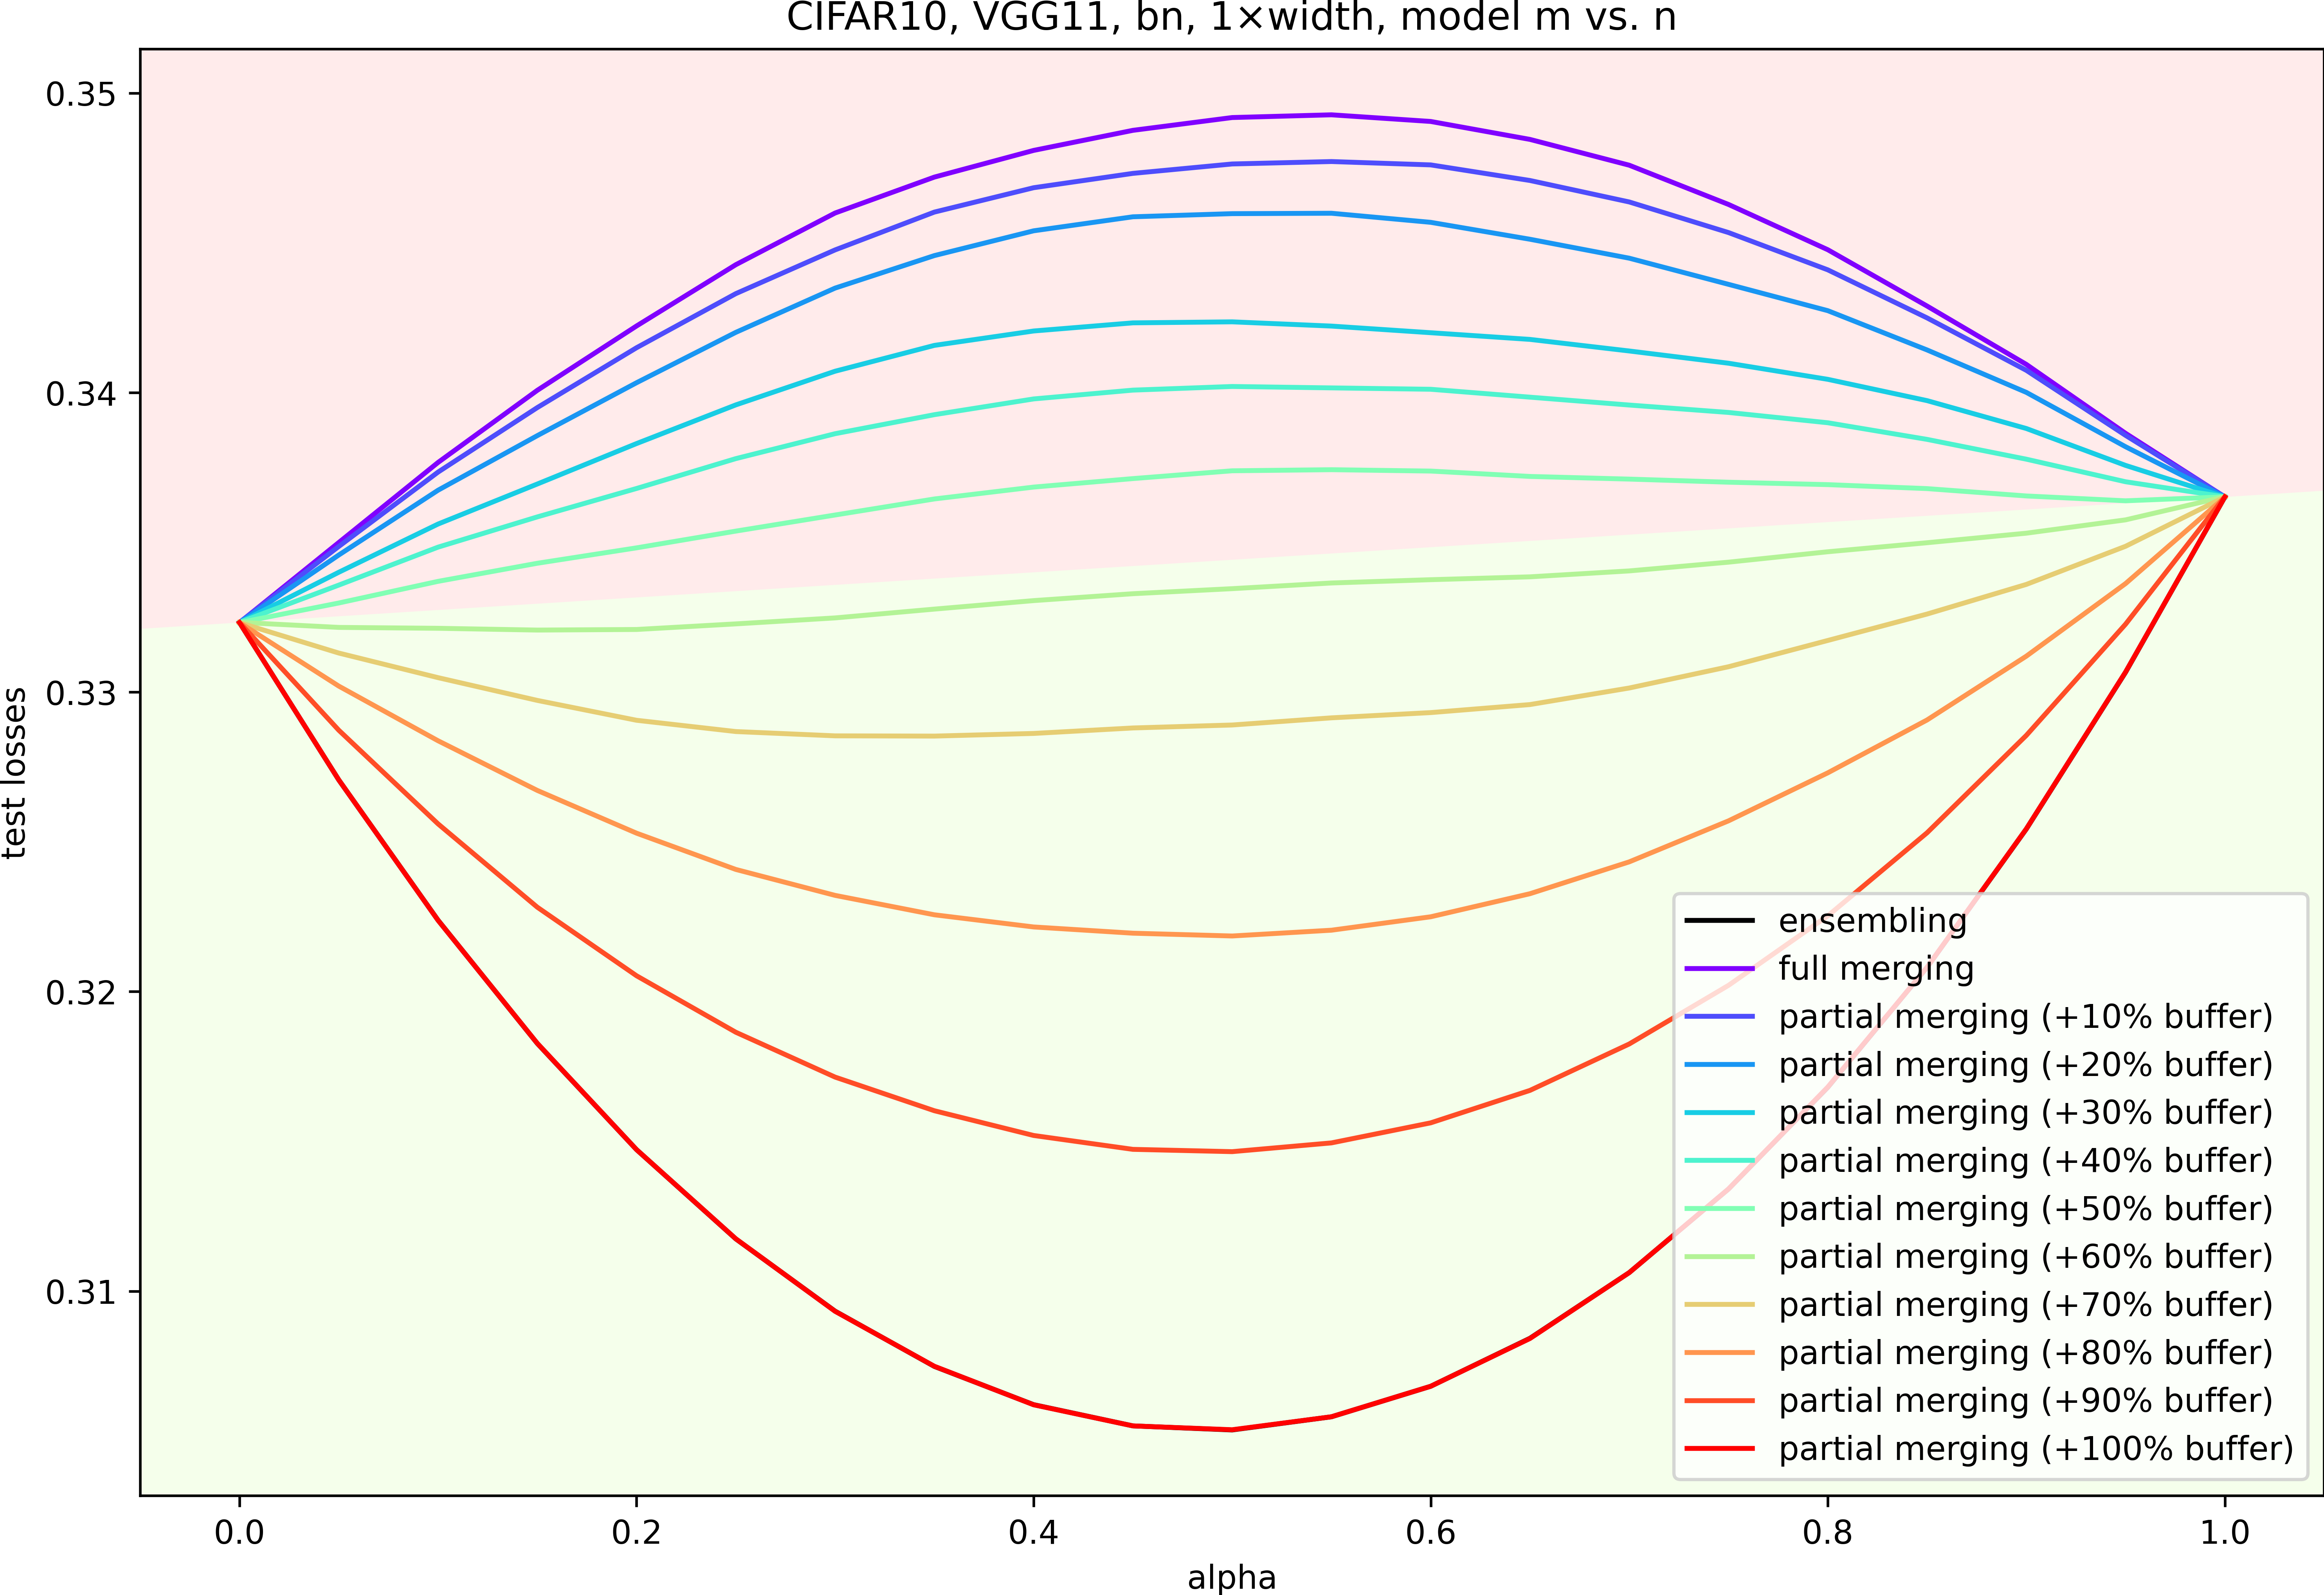 CIFAR10, VGG11, bn, 1×width, model m vs. n
0.35
0.34
0.33
0.32
0.31
test losses
0.0
0.2
0.4
0.6
0.8
1.0
alpha
ensembling
full merging
partial merging (+10% buffer)
partial merging (+20% buffer)
partial merging (+30% buffer)
partial merging (+40% buffer)
partial merging (+50% buffer)
partial merging (+60% buffer)
partial merging (+70% buffer)
partial merging (+80% buffer)
partial merging (+90% buffer)
partial merging (+100% buffer)